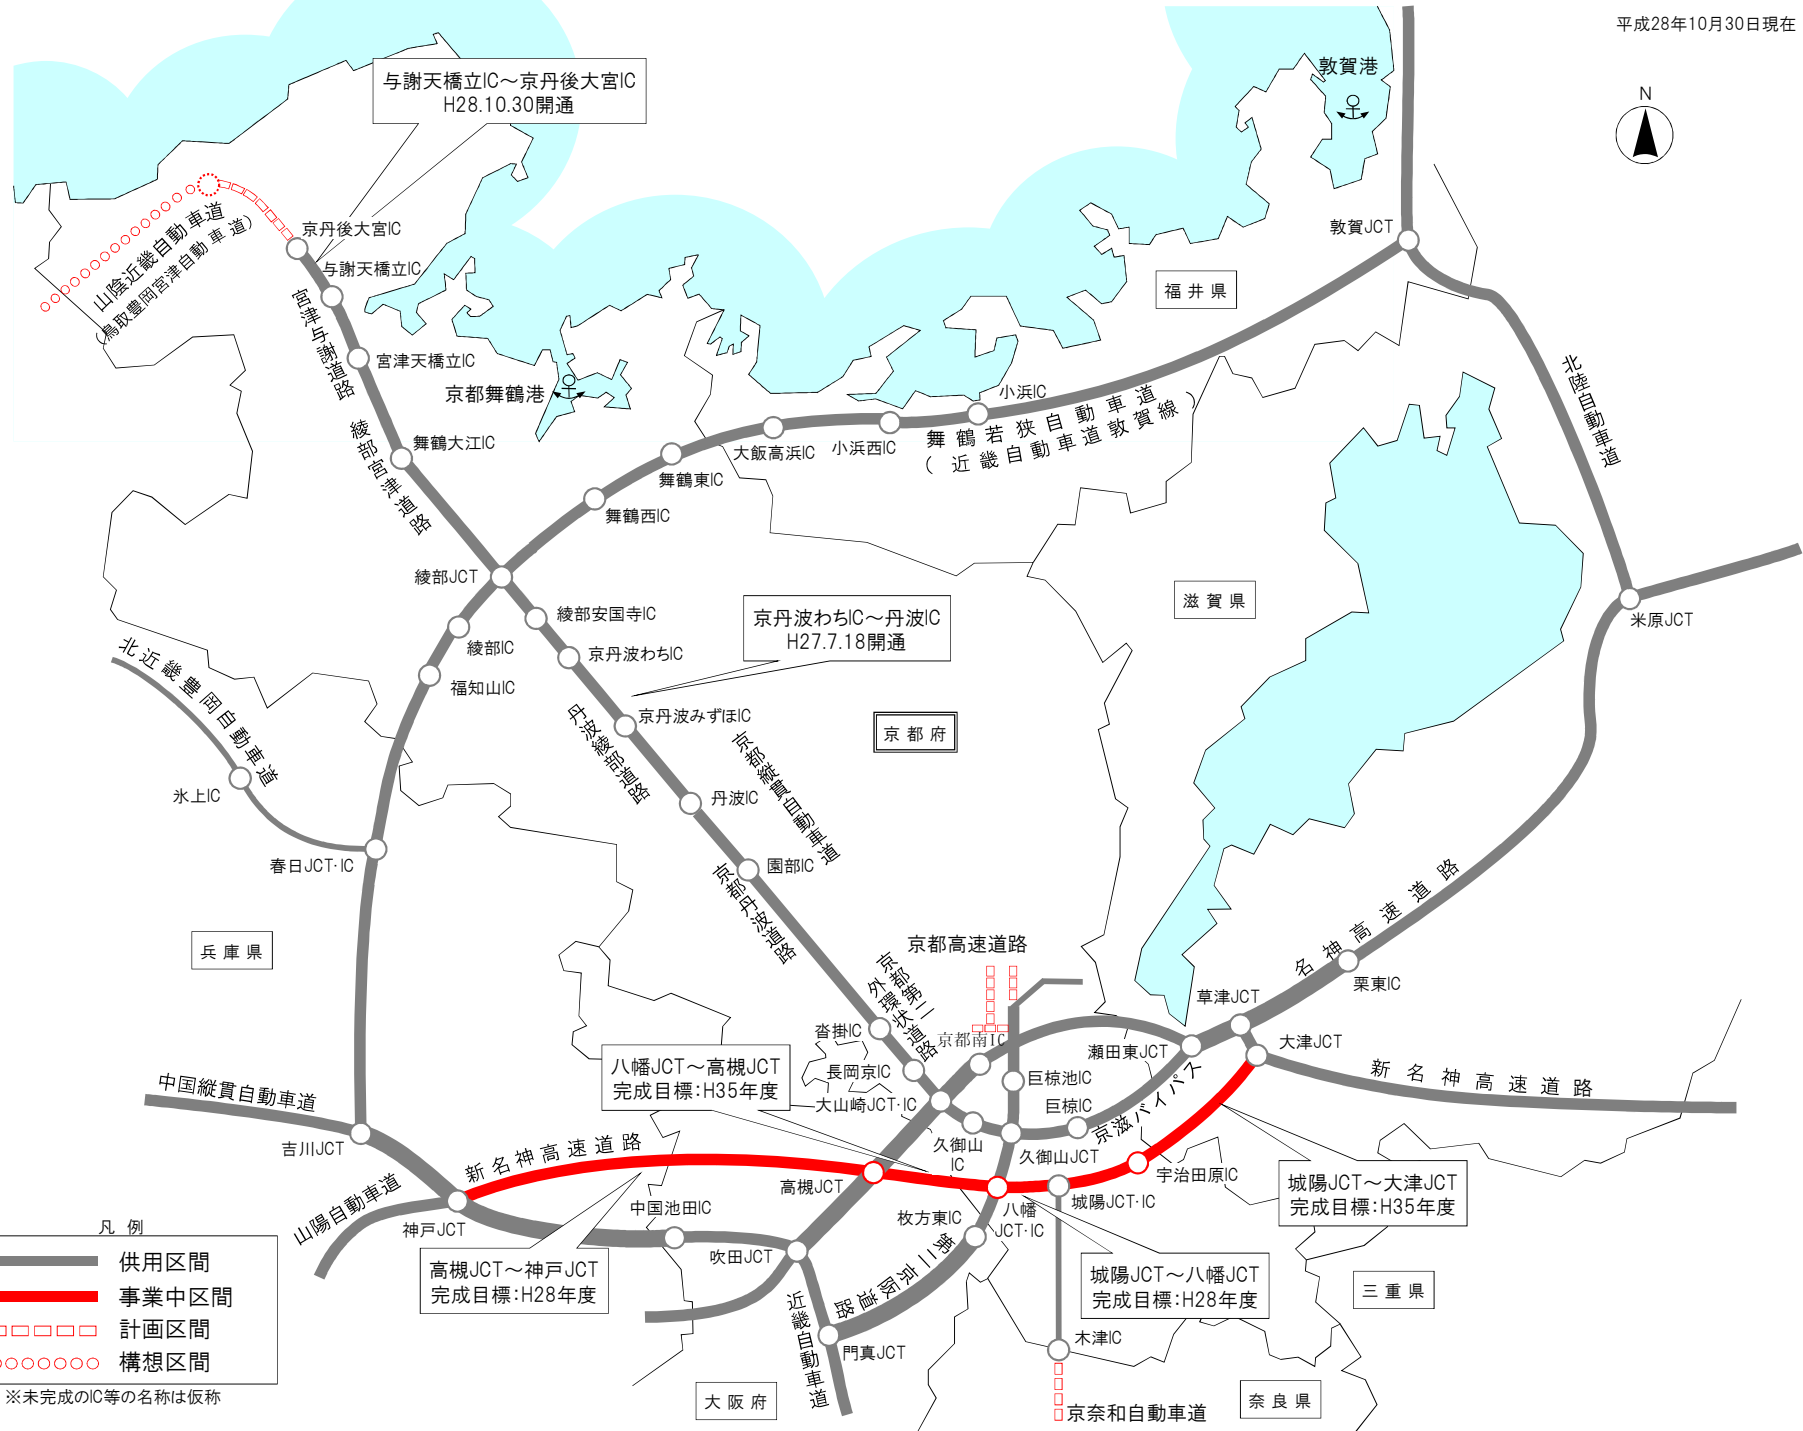 平成28年10月30日現在
N
敦賀港
与謝天橋立IC～京丹後大宮IC
H28.10.30開通
京丹後大宮IC
与謝天橋立IC
山陰近畿自動車道
（鳥取豊岡宮津自動車道）
宮津与謝道路
宮津天橋立IC
京都舞鶴港
敦賀JCT
福井県
北陸自動車道
小浜IC
舞鶴若狭自動車道
（近畿自動車道敦賀線）
小浜西IC
大飯高浜IC
舞鶴東IC
舞鶴西IC
舞鶴大江IC
綾部宮津道路
綾部JCT
綾部安国寺IC
綾部IC
京丹波わちIC
福知山IC
京丹波わちIC～丹波IC
H27.7.18開通
滋賀県
米原JCT
北近畿豊岡自動車道
氷上IC
春日JCT・IC
京丹波みずほIC
丹波綾部道路
京都縦貫自動車道
京都府
丹波IC
園部IC
京都丹波道路
兵庫県
京都高速道路
京都第二
外環状道路
名神高速道路
栗東IC
草津JCT
大津JCT
瀬田東JCT
新名神高速道路
沓掛IC
京都南IC
長岡京IC
大山崎JCT・IC
巨椋池IC
巨椋IC
京滋バイパス
久御山
IC
久御山JCT
八幡JCT～高槻JCT
完成目標：H35年度
中国縦貫自動車道
吉川JCT
新名神高速道路
山陽自動車道
神戸JCT
中国池田IC
高槻JCT
宇治田原IC
城陽JCT・IC
八幡
JCT・IC
枚方東IC
吹田JCT
第二京阪道路
城陽JCT～大津JCT
完成目標：H35年度
高槻JCT～神戸JCT
完成目標：H28年度
城陽JCT～八幡JCT
完成目標：H28年度
三重県
近畿自動車道
門真JCT
木津IC
大阪府
奈良県
京奈和自動車道
凡例
供用区間
事業中区間
計画区間
構想区間
※未完成のIC等の名称は仮称